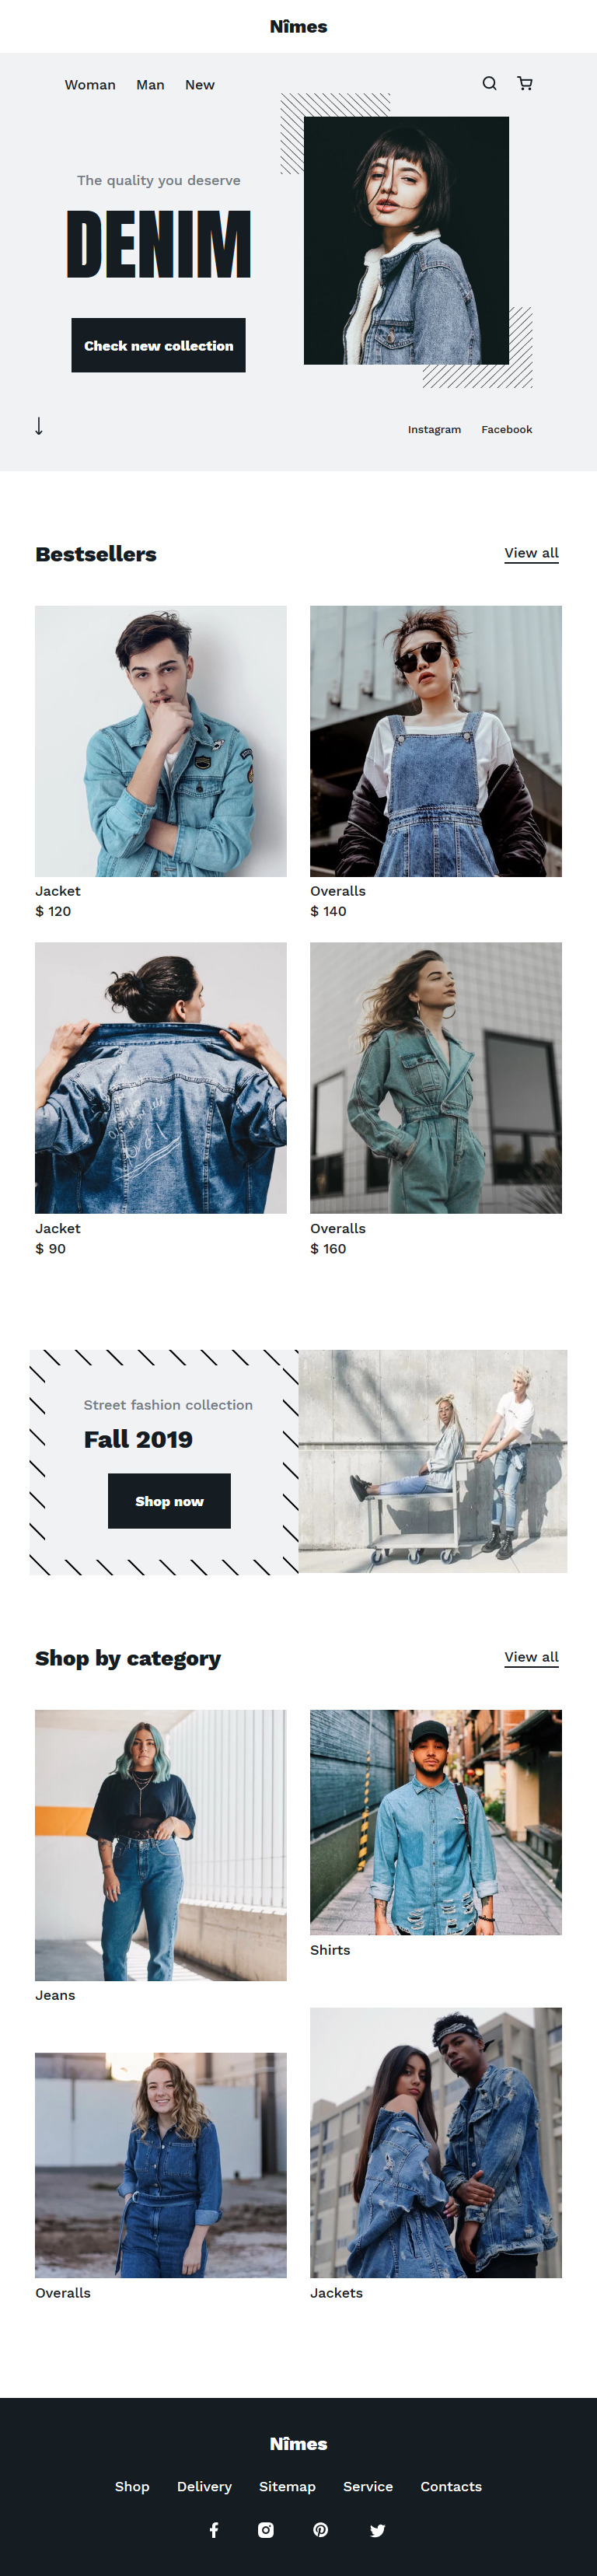 Nîmes
Woman Man New
The quality you deserve
DENIM
Check new collection
Instagram Facebook
Bestsellers
View all
Jacket
$ 120
Overalls
$ 140
Jacket
$ 90
Overalls
$ 160
Street fashion collection
Fall 2019
Shop now
Shop by category
View all
Jeans
Shirts
Overalls
Jackets
Nîmes
Shop Delivery Sitemap Service Contacts